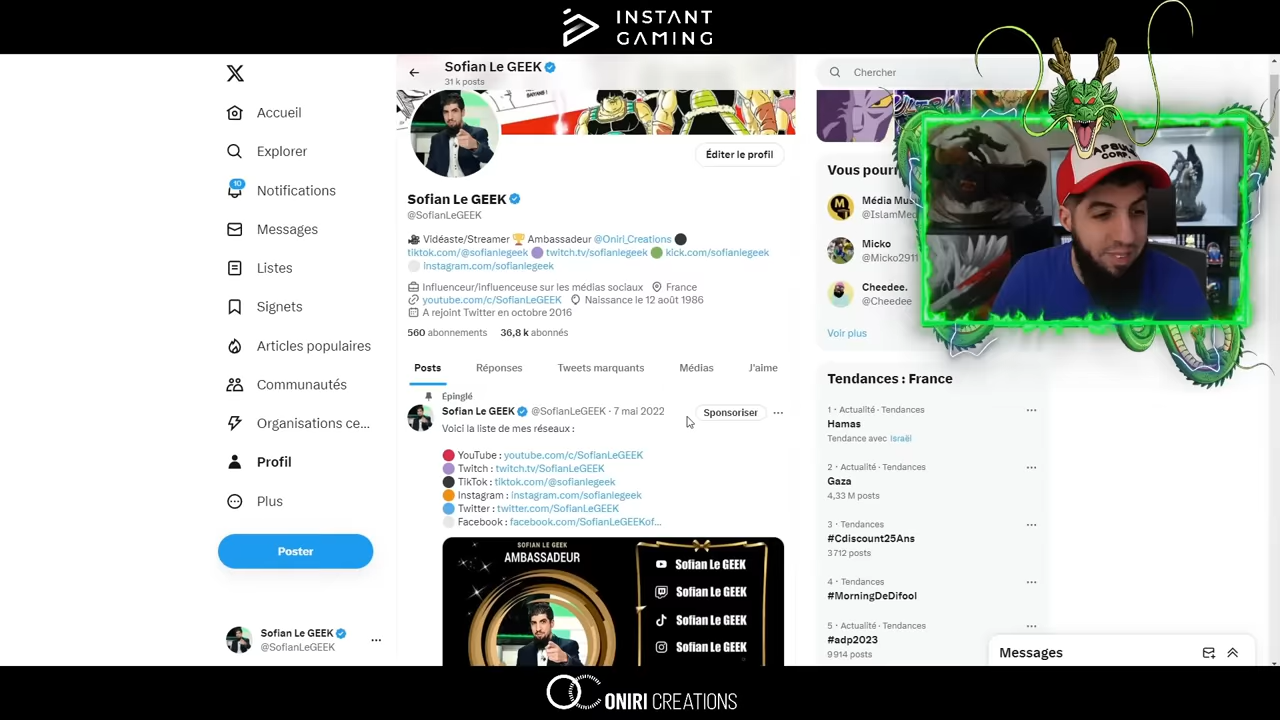 INSTANT
GAMING
Sofian Le GEEK
31 k posts
Chercher
Accueil
Explorer
10
Notifications
Messages
Listes
Signets
Articles populaires
Communautés
Organisations ce...
Profil
Plus
Poster
Sofian Le GEEK
@SofianLeGEEK
Éditer le profil
Sofian Le GEEK
@SofianLeGEEK
Vidéaste/Streamer Ambassadeur @Oniri_Creations
tiktok.com/@sofianlegeek twitch.tv/sofianlegeek kick.com/sofianlegeek
instagram.com/sofianlegeek
Influenceur/Influenceuse sur les médias sociaux France
youtube.com/c/SofianLEGEEK Naissance le 12 août 1986
A rejoint Twitter en octobre 2016
560 abonnements 36,8 k abonnés
Posts Réponses Tweets marquants Médias J'aime
Épinglé
Sofian Le GEEK @SofianLeGEEK · 7 mai 2022
Sponsoriser
Voici la liste de mes réseaux :
YouTube : youtube.com/c/SofianLeGEEK
Twitch : twitch.tv/SofianLeGEEK
TikTok : tiktok.com/@sofianlegeek
Instagram : instagram.com/sofianlegeek
Twitter : twitter.com/SofianLeGEEK
Facebook : facebook.com/SofianLeGEEKof...
SOFIAN LE GEEK
AMBASSADEUR
Sofian Le GEEK
Sofian Le GEEK
Sofian Le GEEK
Sofian Le GEEK
Vous pourr
Média Mu
@IslamMed
Micko
@Micko2911
Cheedee.
@Cheedee
Voir plus
CORP.
Tendances : France
1 · Actualité · Tendances
Hamas
Tendance avec Israël
2 · Actualité · Tendances
Gaza
4,33 M posts
3 · Tendances
#Cdiscount25Ans
3 712 posts
4 · Tendances
#MorningDeDifool
5 · Actualité · Tendances
#adp2023
9 914 posts
Messages
OC ONIRI CREATIONS